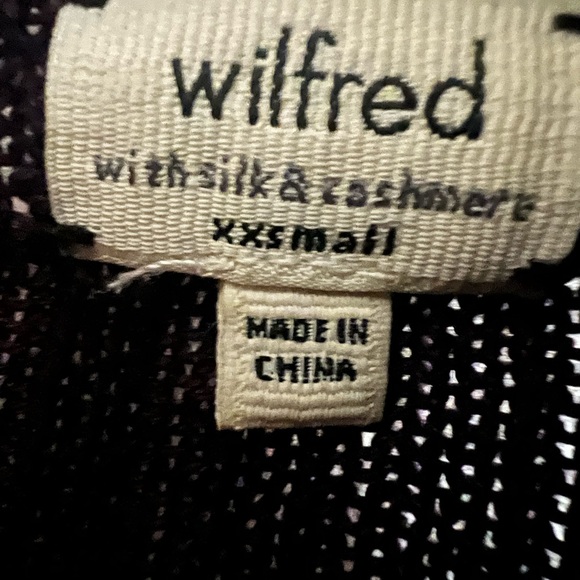 wilfred
with silk & cashmere
xxsmall
MADE IN
CHINA